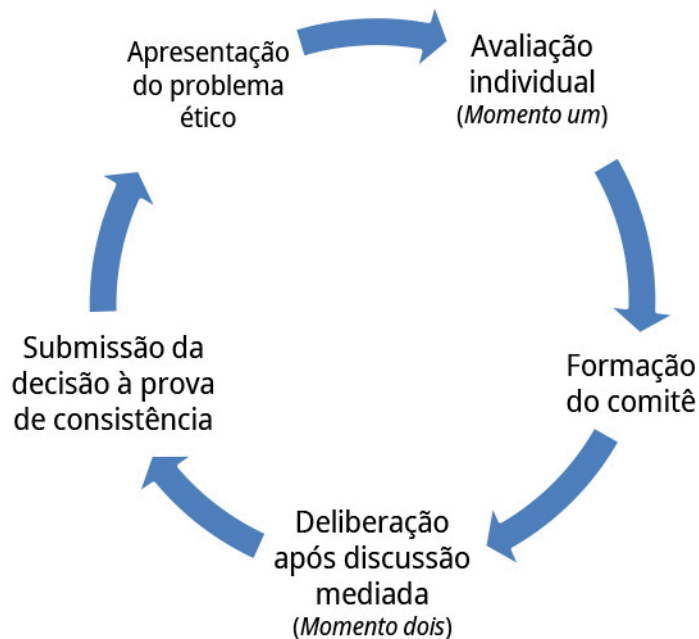 Apresentação
do problema
ético
Avaliação
individual
(Momento um)
Formação
do comitê
Deliberação
após discussão
mediada
(Momento dois)
Submissão da
decisão à prova
de consistência